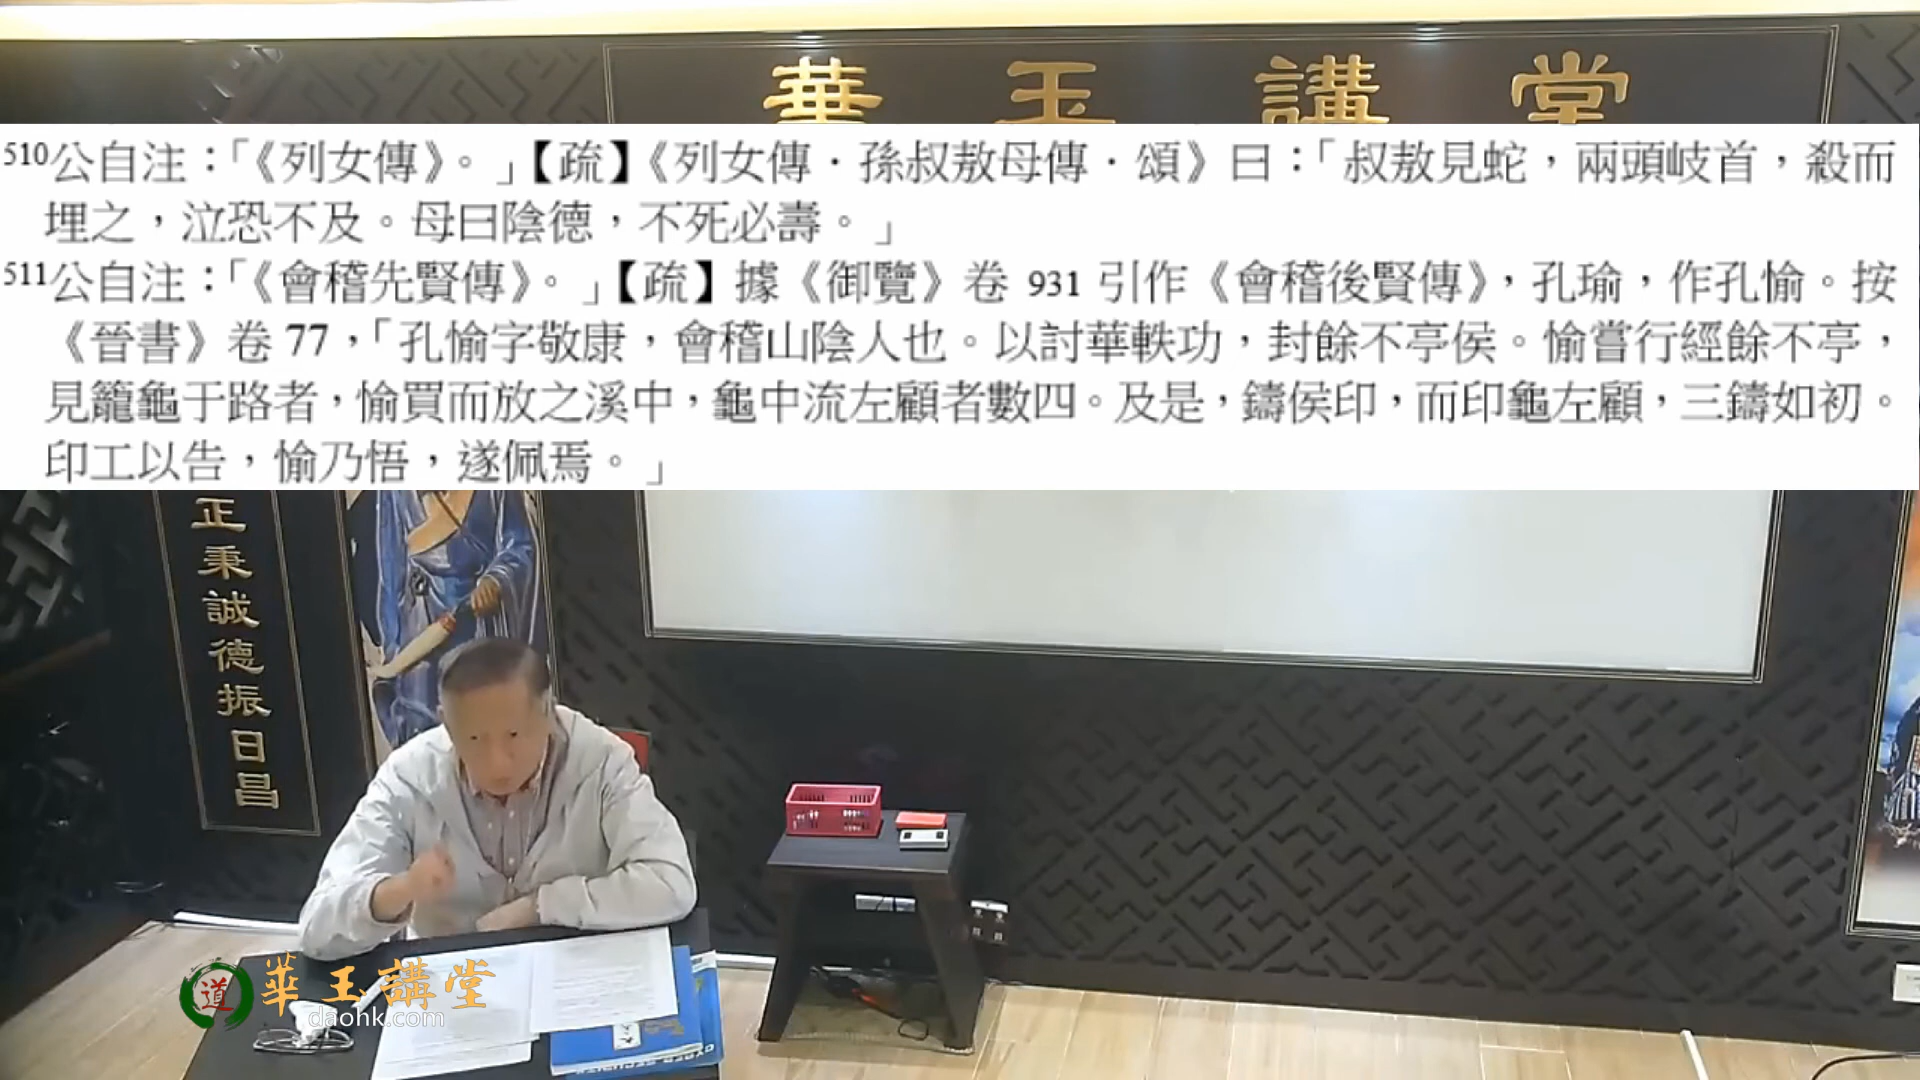 華玉講堂
510公自注：「《列女傳》。」【疏】《列女傳．孫叔敖母傳．頌》曰：「叔敖見蛇，兩頭岐首，殺而
埋之，泣恐不及。母曰陰德，不死必壽。」
511公自注：「《會稽先賢傳》。」【疏】據《御覽》卷 931 引作《會稽後賢傳》，孔瑜，作孔愉。按
《晉書》卷 77，「孔愉字敬康，會稽山陰人也。以討華軼功，封餘不亭侯。愉嘗行經餘不亭，
見籠龜于路者，愉買而放之溪中，龜中流左顧者數四。及是，鑄侯印，而印龜左顧，三鑄如初。
印工以告，愉乃悟，遂佩焉。」
正秉誠德振日昌
道 華玉講堂
daohk.com